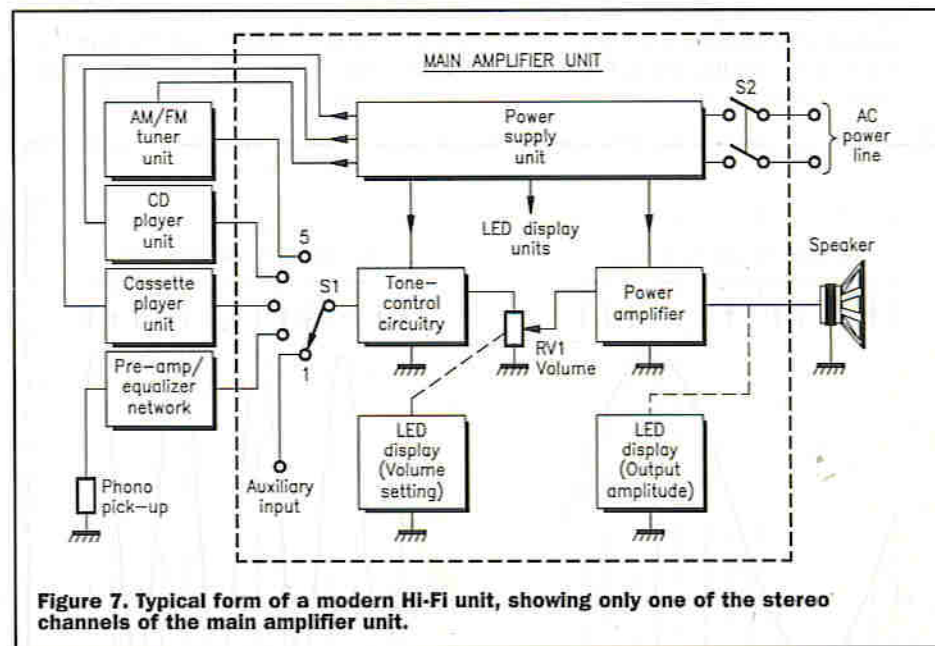 MAIN AMPLIFIER UNIT
AM/FM
tuner
unit
Power
supply
unit
S2
AC
power
line
CD
player
unit
LED display
units
Speaker
5
Cassette
player
unit
S1
Tone-
control
circuitry
Power
amplifier
RV1
Volume
1
Pre-amp/
equalizer
network
LED
display
(Volume
setting)
LED
display
(Output
amplitude)
Phono
pick-up
Auxiliary
input
Figure 7. Typical form of a modern Hi-Fi unit, showing only one of the stereo
channels of the main amplifier unit.